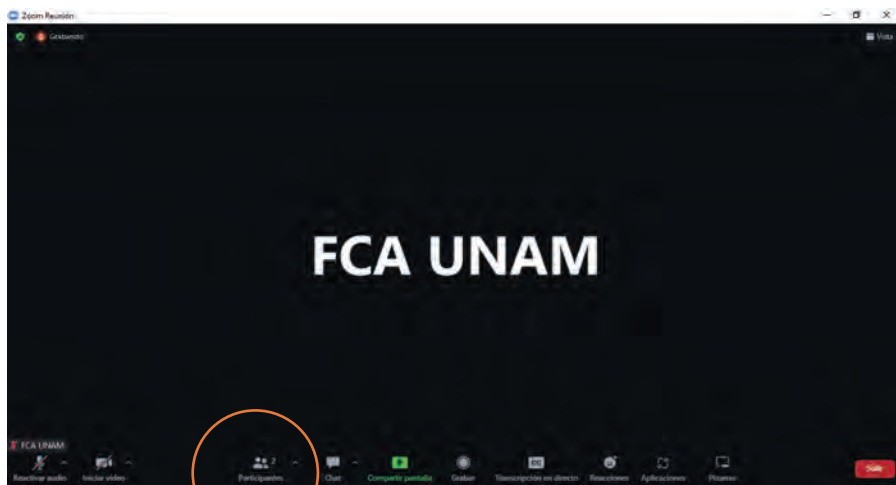 Zoom Reunión
Grabando
Vista
FCA UNAM
FCA UNAM
2
Reactivar audio Iniciar video Participantes Chat Compartir pantalla Grabar Transcripción en directo Reacciones Aplicaciones Pizarras Salir